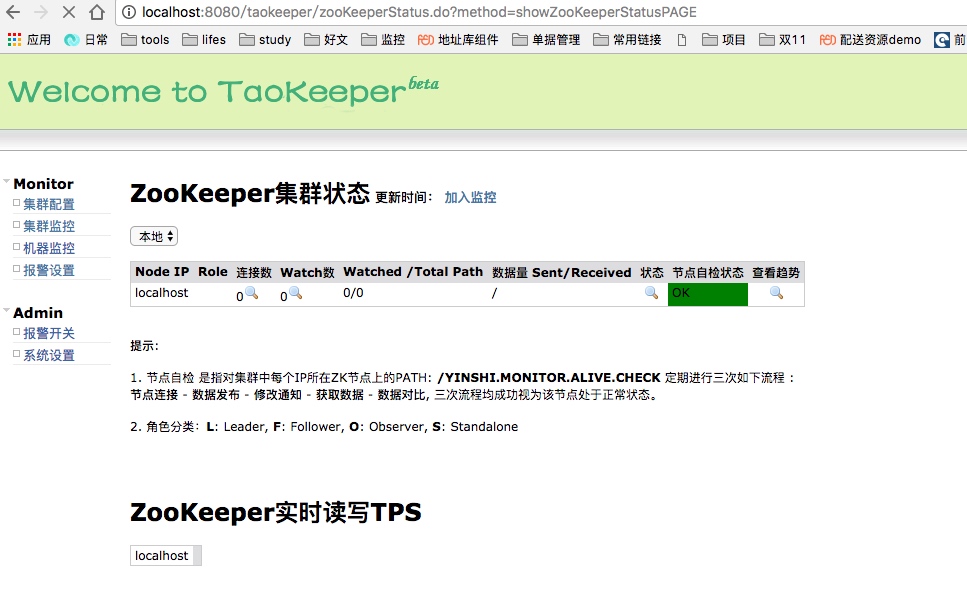 localhost:8080/taokeeper/zooKeeperStatus.do?method=showZooKeeperStatusPAGE
应用 日常 tools lifes study 好文 监控 地址库组件 单据管理 常用链接 项目 双11 配送资源demo 前
Welcome to TaoKeeper beta
Monitor
集群配置
集群监控
机器监控
报警设置
Admin
报警开关
系统设置
ZooKeeper集群状态 更新时间： 加入监控
本地
Node IP Role 连接数 Watch数 Watched /Total Path 数据量 Sent/Received 状态 节点自检状态 查看趋势
localhost 0 0 0/0 / OK
提示:
1. 节点自检 是指对集群中每个IP所在ZK节点上的PATH: /YINSHI.MONITOR.ALIVE.CHECK 定期进行三次如下流程 :
节点连接 - 数据发布 - 修改通知 - 获取数据 - 数据对比, 三次流程均成功视为该节点处于正常状态。
2. 角色分类: L: Leader, F: Follower, O: Observer, S: Standalone
ZooKeeper实时读写TPS
localhost